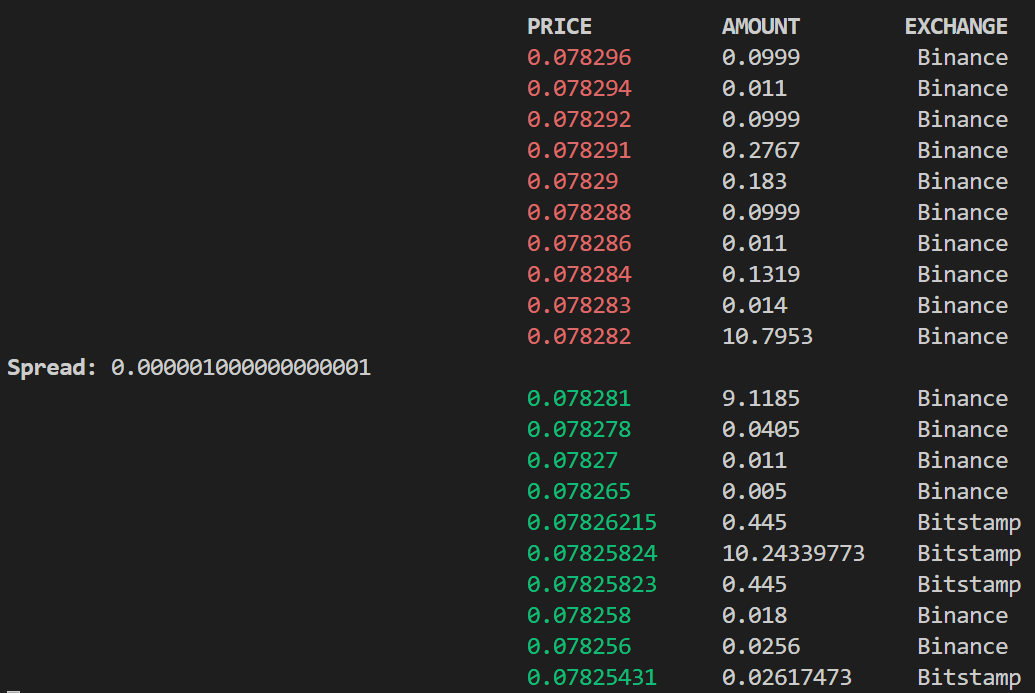 PRICE AMOUNT EXCHANGE
0.078296 0.0999 Binance
0.078294 0.011 Binance
0.078292 0.0999 Binance
0.078291 0.2767 Binance
0.07829 0.183 Binance
0.078288 0.0999 Binance
0.078286 0.011 Binance
0.078284 0.1319 Binance
0.078283 0.014 Binance
0.078282 10.7953 Binance
Spread: 0.000001000000000001
0.078281 9.1185 Binance
0.078278 0.0405 Binance
0.07827 0.011 Binance
0.078265 0.005 Binance
0.07826215 0.445 Bitstamp
0.07825824 10.24339773 Bitstamp
0.07825823 0.445 Bitstamp
0.078258 0.018 Binance
0.078256 0.0256 Binance
0.07825431 0.02617473 Bitstamp